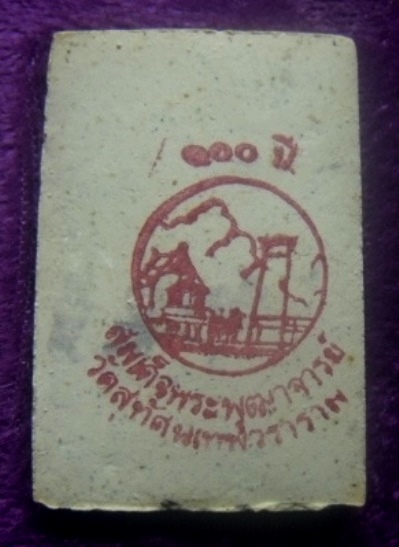 ๑๐๐ ปี
สมเด็จพระพุฒาจารย์
วัดสุทัศนเทพวราราม